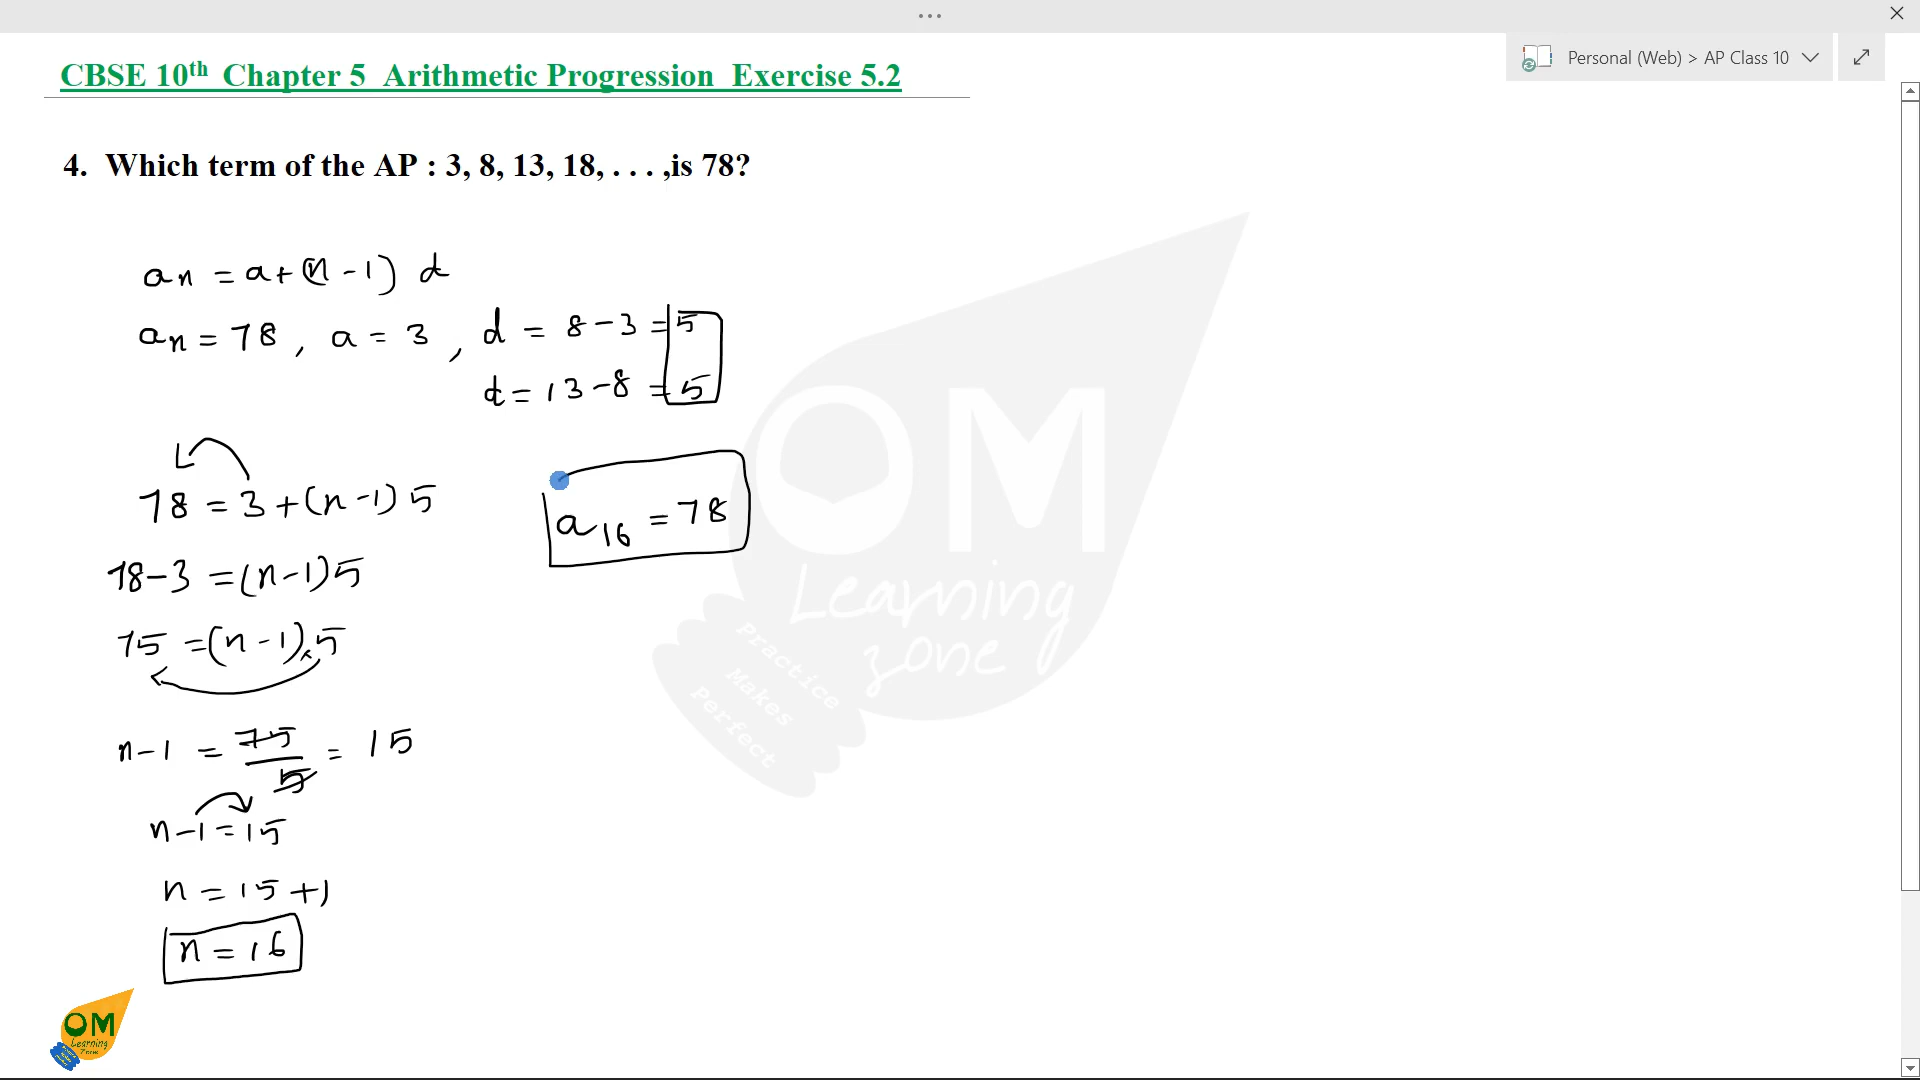 ...
Personal (Web) > AP Class 10
CBSE 10th Chapter 5 Arithmetic Progression Exercise 5.2
4. Which term of the AP : 3, 8, 13, 18, . . . ,is 78?
an = a+(n-1) d
an = 78, a = 3, d = 8-3 = 5
d = 13-8 = 5
78 = 3+(n-1) 5
a16 = 78
78-3 = (n-1)5
75 = (n-1)×5
n-1 = 75/5 = 15
n-1 = 15
n = 15+1
n = 16
OM
Learning
zone
Practice
Makes
Perfect
OM
Learning
Zone